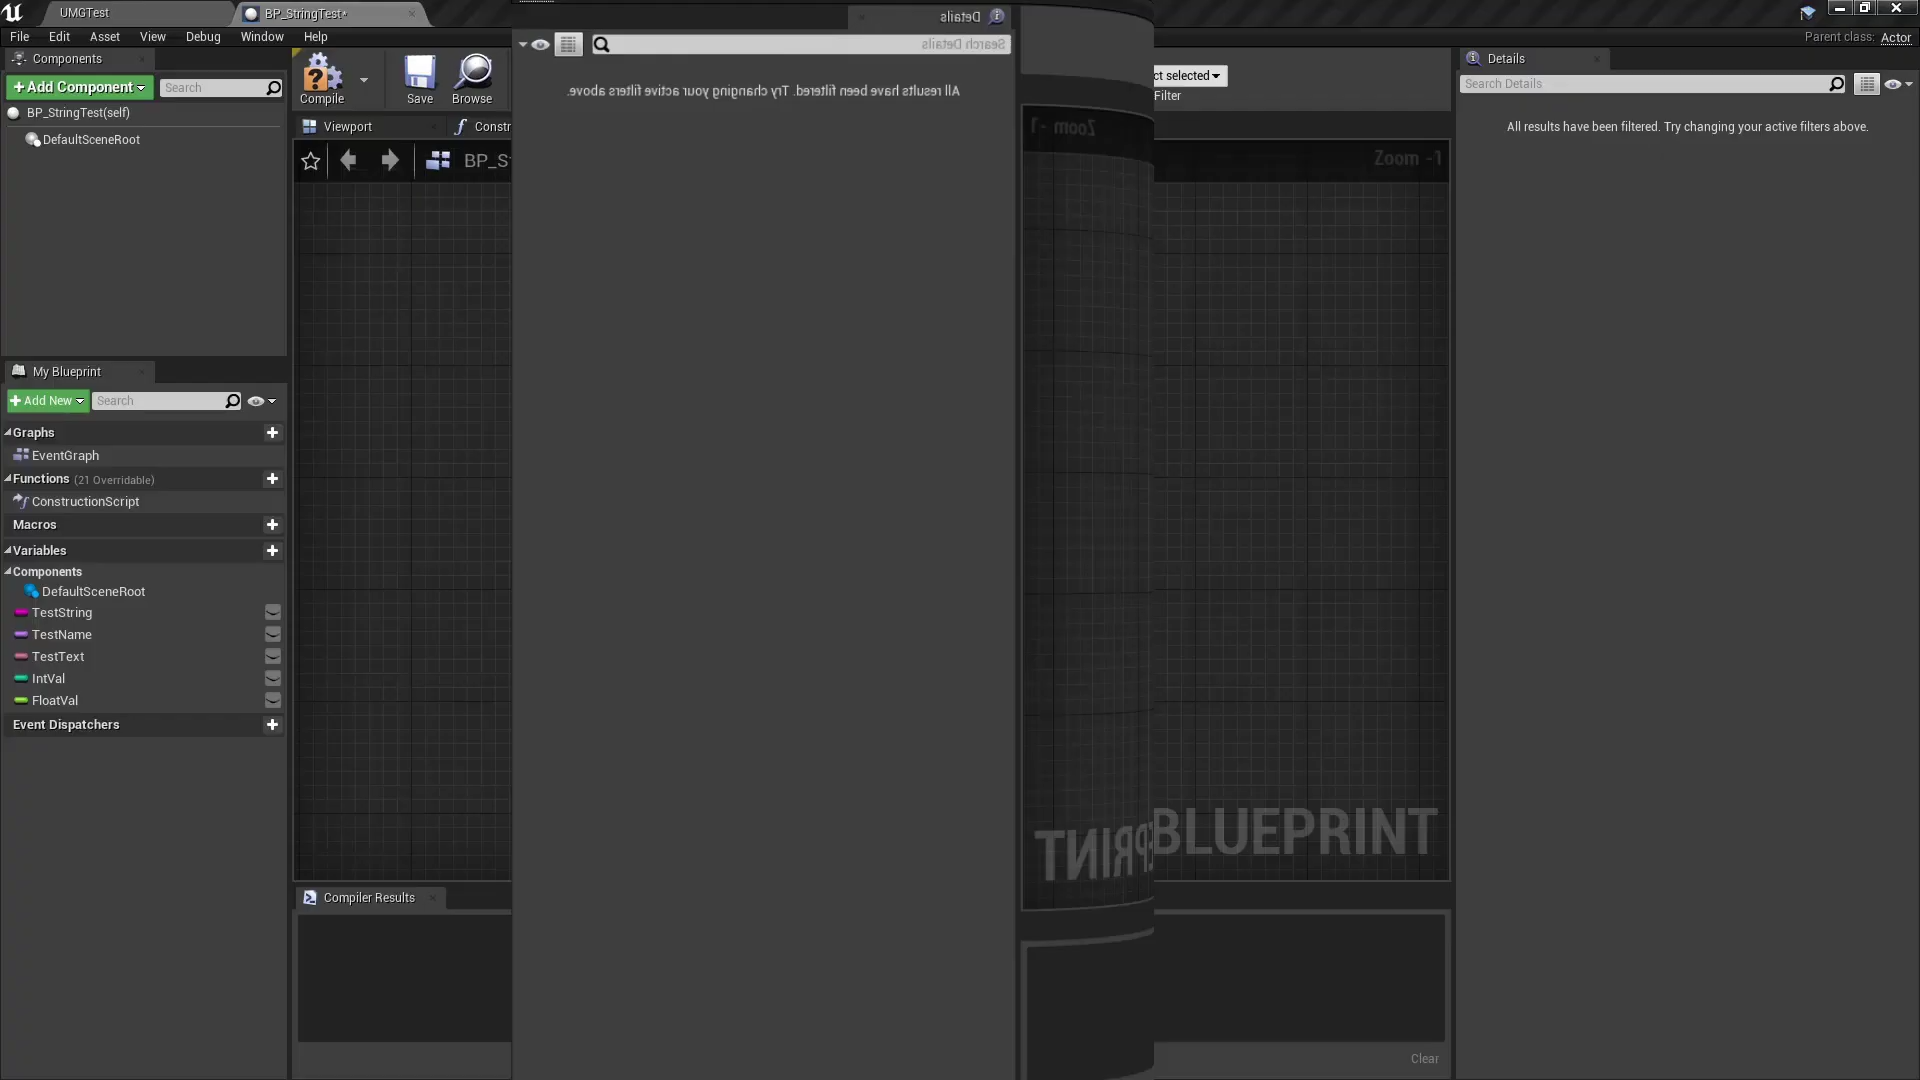 UMGTest
BP_StringTest*
File Edit Asset View Debug Window Help
Parent class: Actor
Components
+ Add Component
Search
BP_StringTest(self)
DefaultSceneRoot
Compile
Save
Browse
Viewport
Constr
BP_S
Details
Search Details
All results have been filtered. Try changing your active filters above.
Zoom -1
PRINT
ct selected
Filter
Zoom -1
BLUEPRINT
Details
Search Details
All results have been filtered. Try changing your active filters above.
My Blueprint
+ Add New
Search
Graphs
EventGraph
Functions (21 Overridable)
ConstructionScript
Macros
Variables
Components
DefaultSceneRoot
TestString
TestName
TestText
IntVal
FloatVal
Event Dispatchers
Compiler Results
Clear